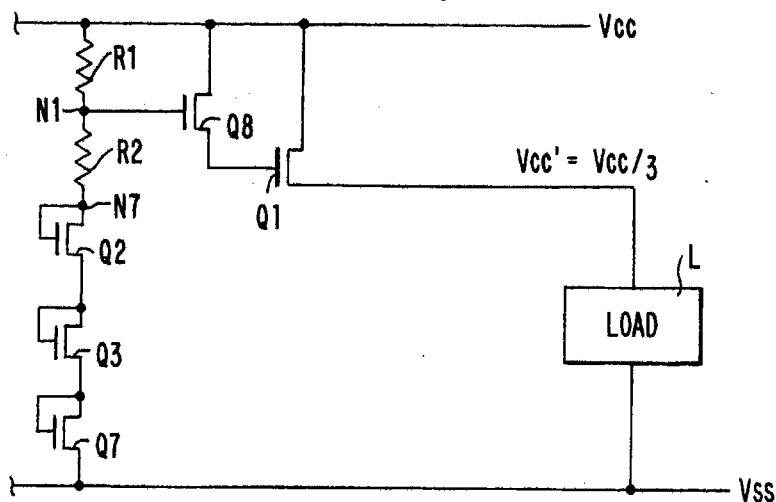 Vcc
R1
N1
Q8
R2
Vcc' = Vcc/3
Q1
N7
Q2
L
LOAD
Q3
Q7
Vss